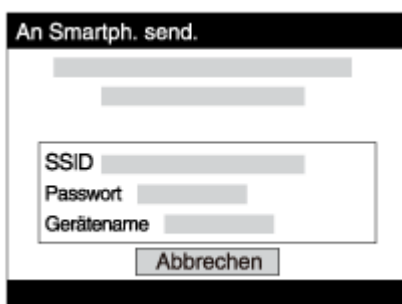 An Smartph. send.
SSID
Passwort
Gerätename
Abbrechen